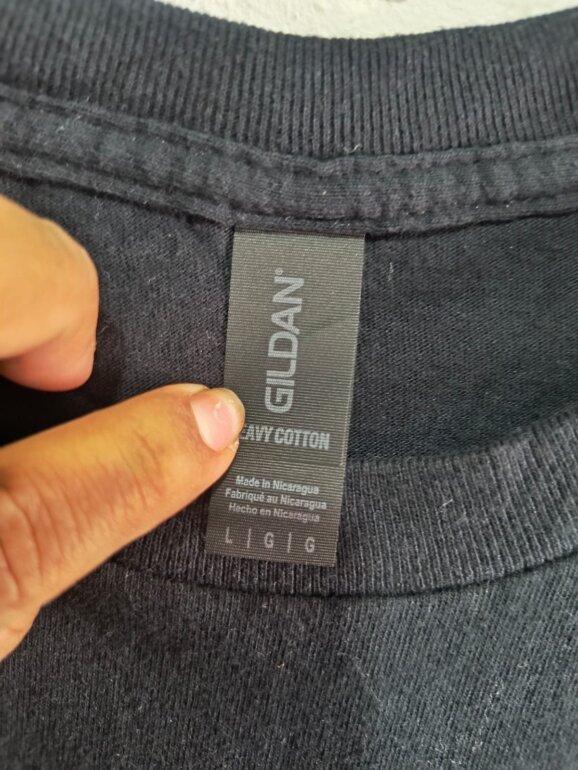 GILDAN®
EAVY COTTON
Made in Nicaragua
Fabriqué au Nicaragua
Hecho en Nicaragua
L | G | G